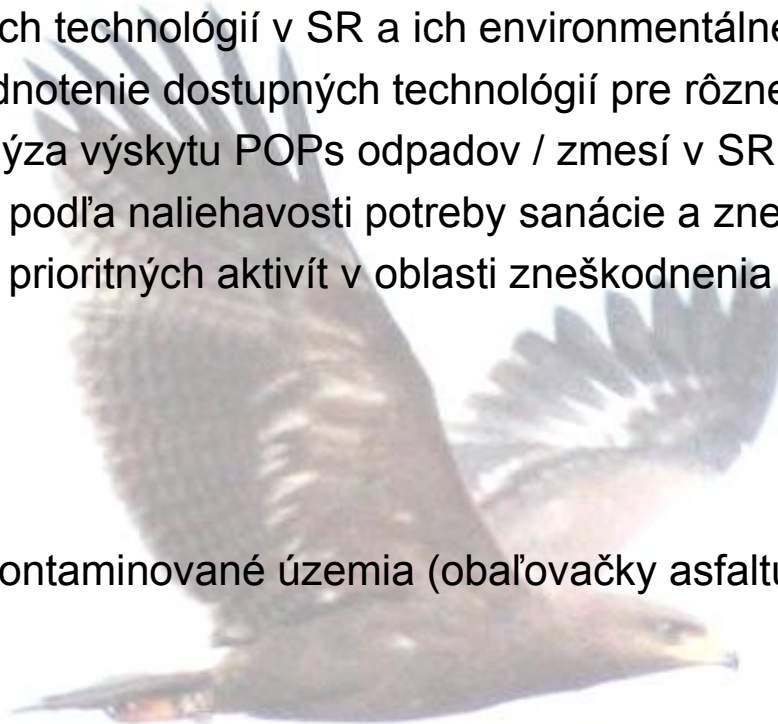 ch technológií v SR a ich environmentálne
dnotenie dostupných technológií pre rôzne
ýza výskytu POPs odpadov / zmesí v SR
podľa naliehavosti potreby sanácie a zne
prioritných aktivít v oblasti zneškodnenia
ontaminované územia (obaľovačky asfaltu